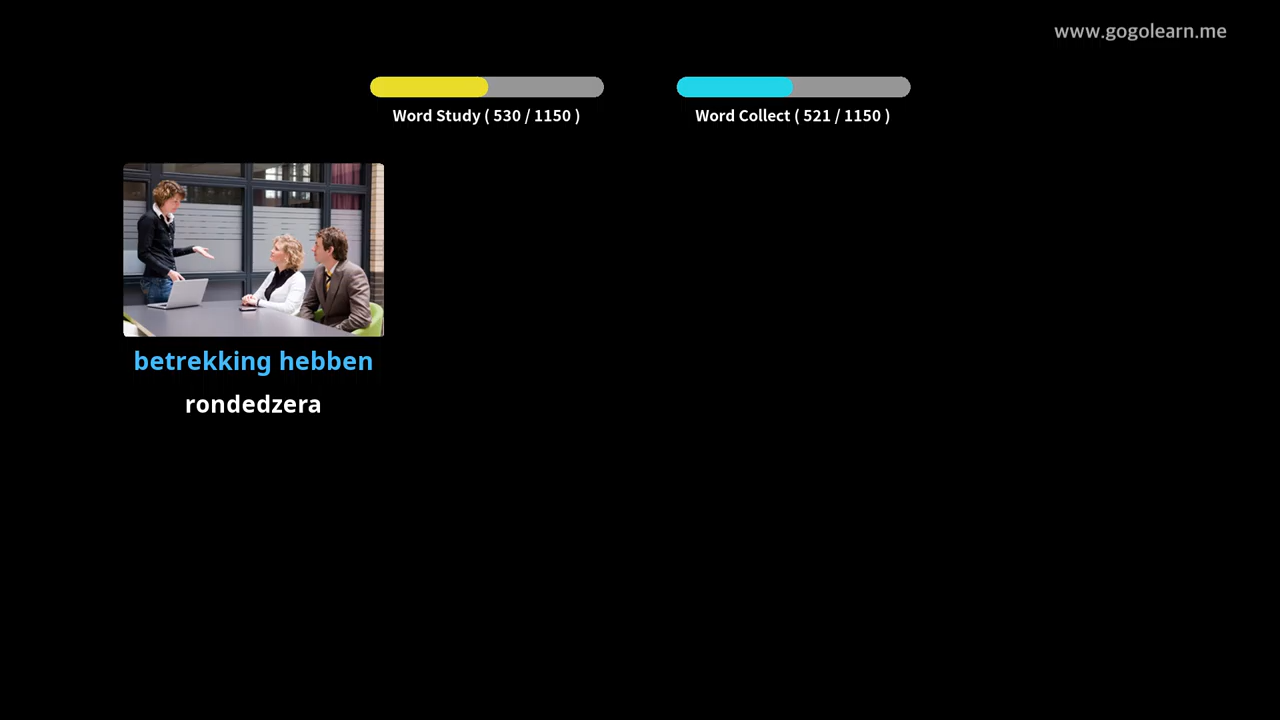 www.gogolearn.me
Word Study ( 530 / 1150 )
Word Collect ( 521 / 1150 )
betrekking hebben
rondedzera